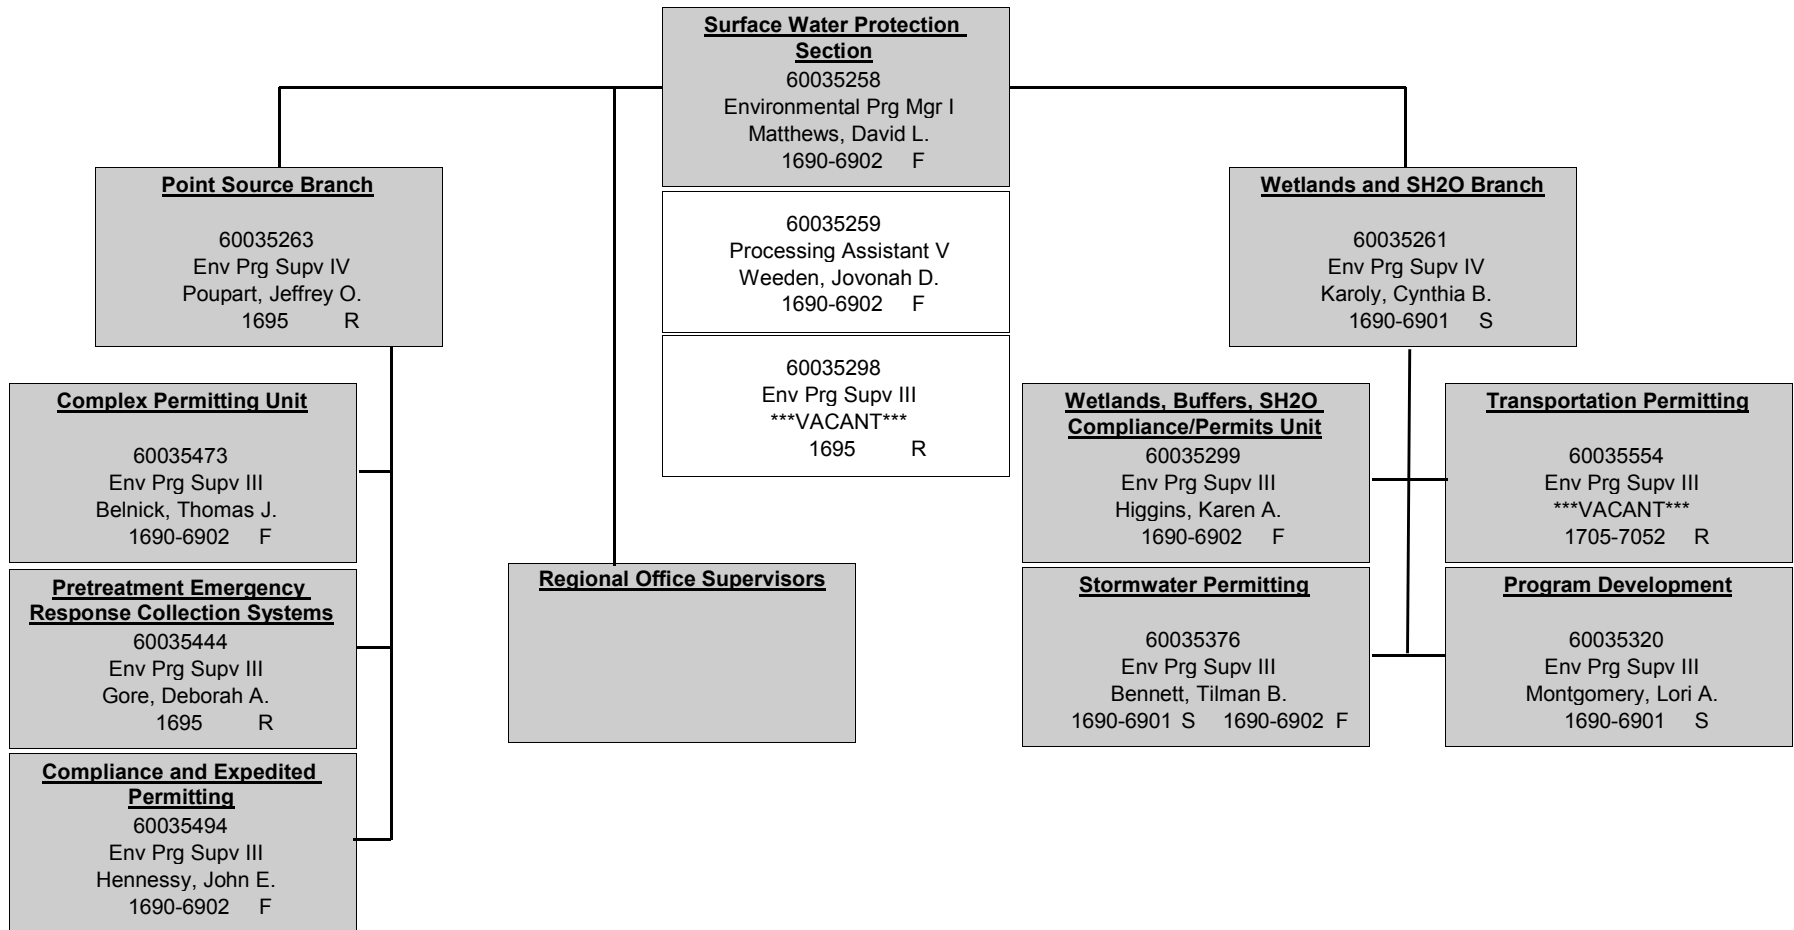 Surface Water Protection
Section
60035258
Environmental Prg Mgr I
Matthews, David L.
1690-6902 F
60035259
Processing Assistant V
Weeden, Jovonah D.
1690-6902 F
60035298
Env Prg Supv III
***VACANT***
1695 R
Point Source Branch
60035263
Env Prg Supv IV
Poupart, Jeffrey O.
1695 R
Complex Permitting Unit
60035473
Env Prg Supv III
Belnick, Thomas J.
1690-6902 F
Pretreatment Emergency
Response Collection Systems
60035444
Env Prg Supv III
Gore, Deborah A.
1695 R
Compliance and Expedited
Permitting
60035494
Env Prg Supv III
Hennessy, John E.
1690-6902 F
Regional Office Supervisors
Wetlands and SH2O Branch
60035261
Env Prg Supv IV
Karoly, Cynthia B.
1690-6901 S
Wetlands, Buffers, SH2O
Compliance/Permits Unit
60035299
Env Prg Supv III
Higgins, Karen A.
1690-6902 F
Transportation Permitting
60035554
Env Prg Supv III
***VACANT***
1705-7052 R
Stormwater Permitting
60035376
Env Prg Supv III
Bennett, Tilman B.
1690-6901 S 1690-6902 F
Program Development
60035320
Env Prg Supv III
Montgomery, Lori A.
1690-6901 S